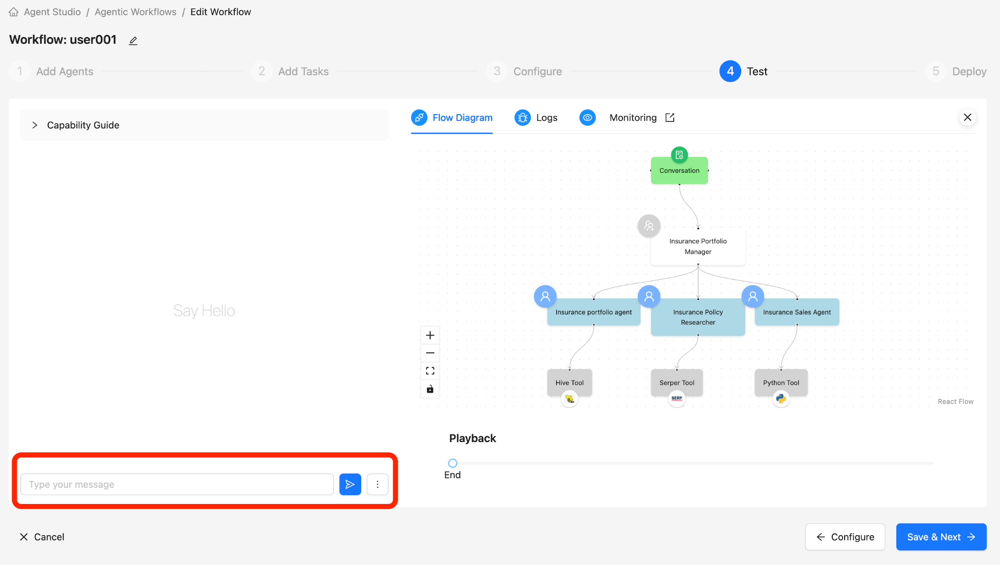 Agent Studio / Agentic Workflows / Edit Workflow
Workflow: user001
1 Add Agents 2 Add Tasks 3 Configure 4 Test 5 Deploy
Capability Guide
Flow Diagram Logs Monitoring
Conversation
Insurance Portfolio
Manager
Insurance portfolio agent
Insurance Policy
Researcher
Insurance Sales Agent
Say Hello
Hive Tool
Serper Tool
Python Tool
SERP
React Flow
Playback
End
Type your message
Cancel
Configure
Save & Next